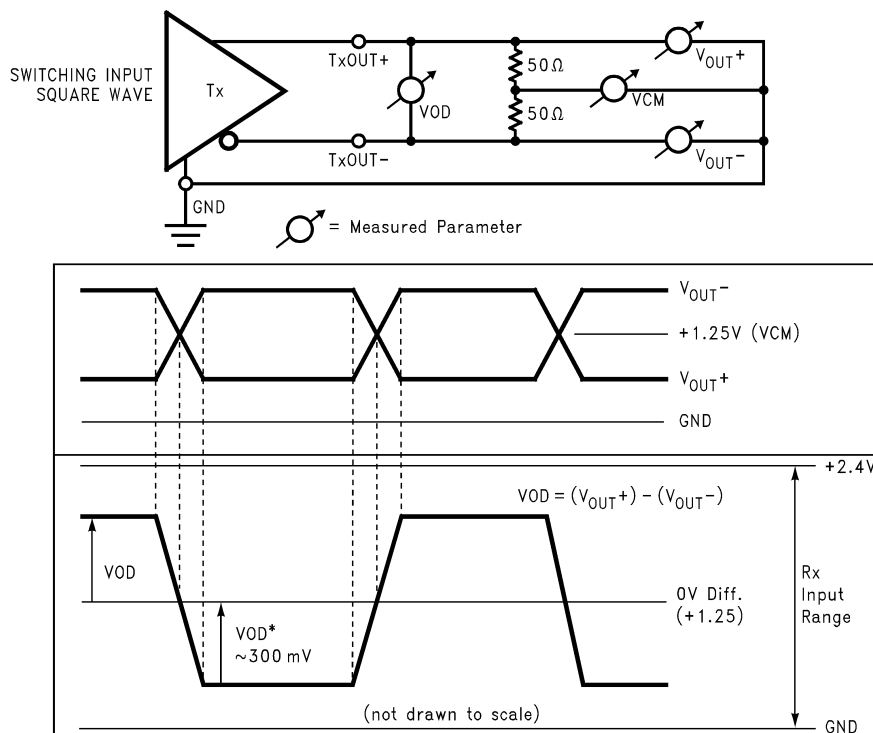 SWITCHING INPUT
SQUARE WAVE
Tx
TxOUT+
TxOUT-
VOD
50Ω
50Ω
VCM
VOUT+
VOUT-
GND
= Measured Parameter
VOUT-
+1.25V (VCM)
VOUT+
GND
+2.4V
VOD = (VOUT+) - (VOUT-)
VOD
0V Diff.
(+1.25)
Rx
Input
Range
VOD*
~300 mV
(not drawn to scale)
GND